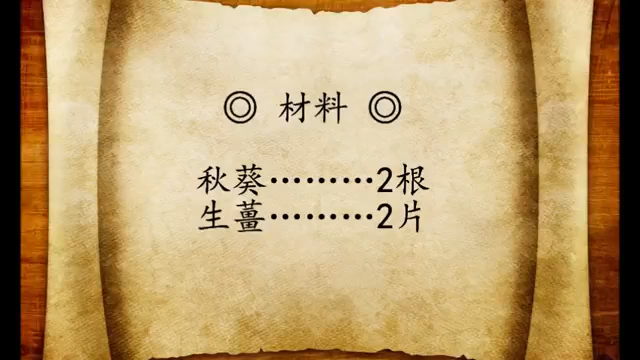 ◎ 材料 ◎
秋葵………2根
生薑………2片